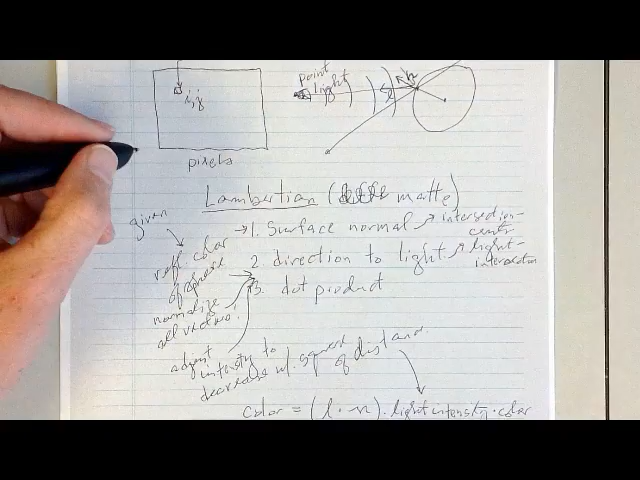 point
light
i,j
l
n
pixels
Lambertian ( matte)
given
→1. Surface normal → intersection-
center
2. direction to light → light-
intersection
3. dot product
refl. color
of sphere
normalize
all vectors!
adjust
intensity to
decrease w/. square
of distance
color = (l · n) · light intensity · color